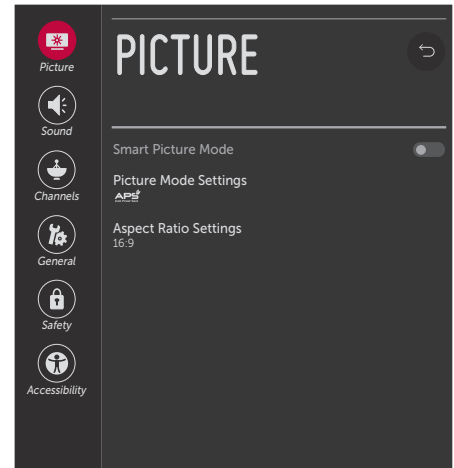 Picture
Sound
Channels
General
Safety
Accessibility
PICTURE
Smart Picture Mode
Picture Mode Settings
APS
Aspect Ratio Settings
16:9